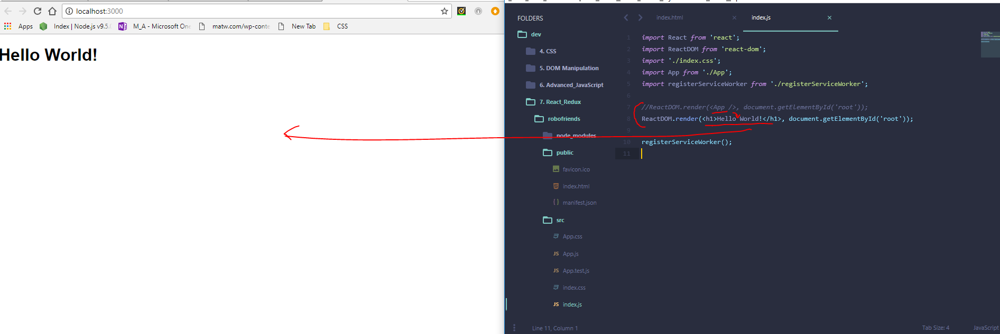 localhost:3000
Apps
Index | Node.js v9.5.
M_A - Microsoft One
matw.com/wp-conte
New Tab
CSS
Hello World!
FOLDERS
dev
4. CSS
5. DOM Manipulation
6. Advanced_JavaScript
7. React_Redux
robofriends
node_modules
public
favicon.ico
index.html
manifest.json
src
App.css
App.js
App.test.js
index.css
index.js
index.html
index.js
1 import React from 'react';
2 import ReactDOM from 'react-dom';
3 import './index.css';
4 import App from './App';
5 import registerServiceWorker from './registerServiceWorker';
6
7 //ReactDOM.render(<App />, document.getElementById('root'));
8 ReactDOM.render(<h1>Hello World!</h1>, document.getElementById('root'));
9
10 registerServiceWorker();
11
Line 11, Column 1
Tab Size: 4
JavaScript